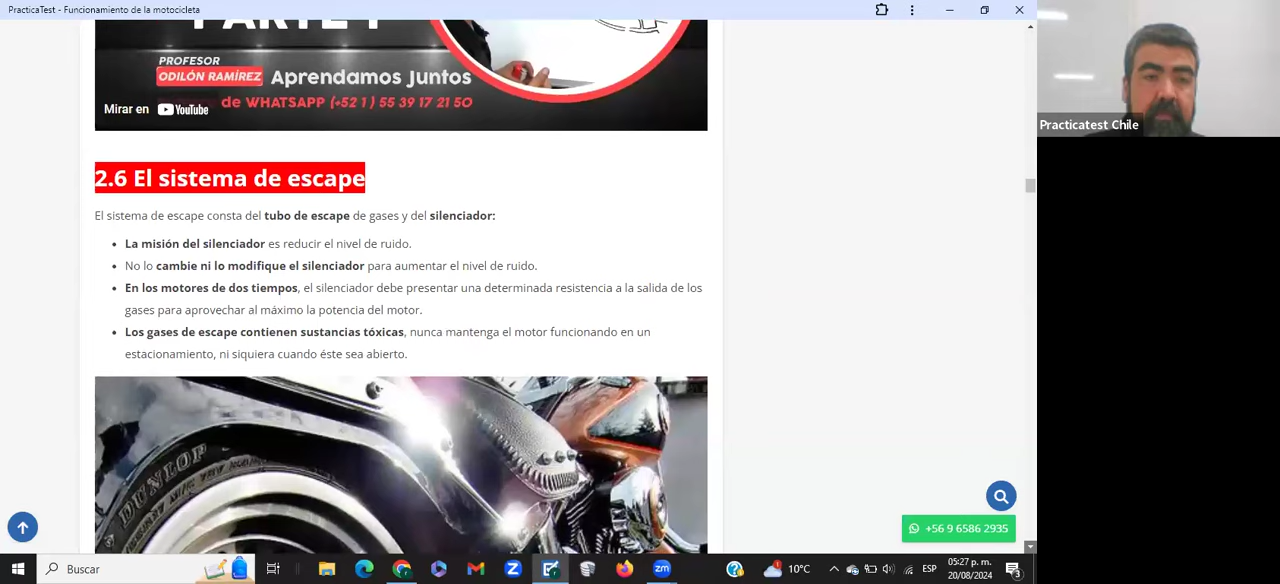 PracticaTest - Funcionamiento de la motocicleta
PARTE I
PROFESOR
ODILÓN RAMÍREZ Aprendamos Juntos
Mirar en YouTube de WHATSAPP (+52 1 ) 55 39 17 21 50
Practicatest Chile
2.6 El sistema de escape
El sistema de escape consta del tubo de escape de gases y del silenciador:
• La misión del silenciador es reducir el nivel de ruido.
• No lo cambie ni lo modifique el silenciador para aumentar el nivel de ruido.
• En los motores de dos tiempos, el silenciador debe presentar una determinada resistencia a la salida de los
gases para aprovechar al máximo la potencia del motor.
• Los gases de escape contienen sustancias tóxicas, nunca mantenga el motor funcionando en un
estacionamiento, ni siquiera cuando éste sea abierto.
DUNLOP
+56 9 6586 2935
Buscar
zm
10°C
ESP
05:27 p. m.
20/08/2024
3